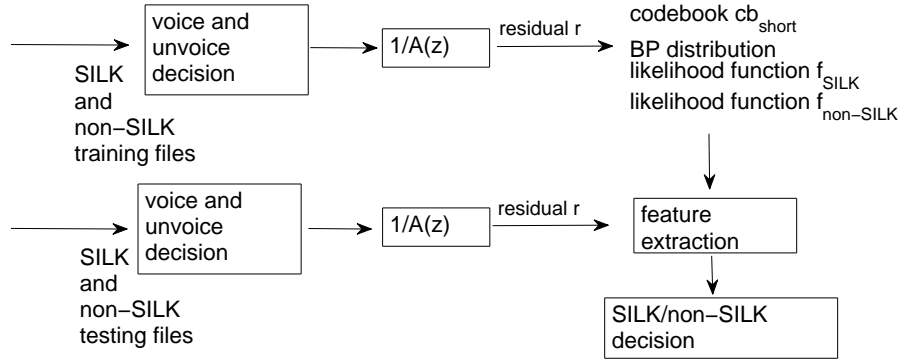 voice and
unvoice
decision
SILK
and
non−SILK
training files
1/A(z)
residual r
codebook cb_short
BP distribution
likelihood function f_SILK
likelihood function f_non−SILK
voice and
unvoice
decision
SILK
and
non−SILK
testing files
1/A(z)
residual r
feature
extraction
SILK/non−SILK
decision